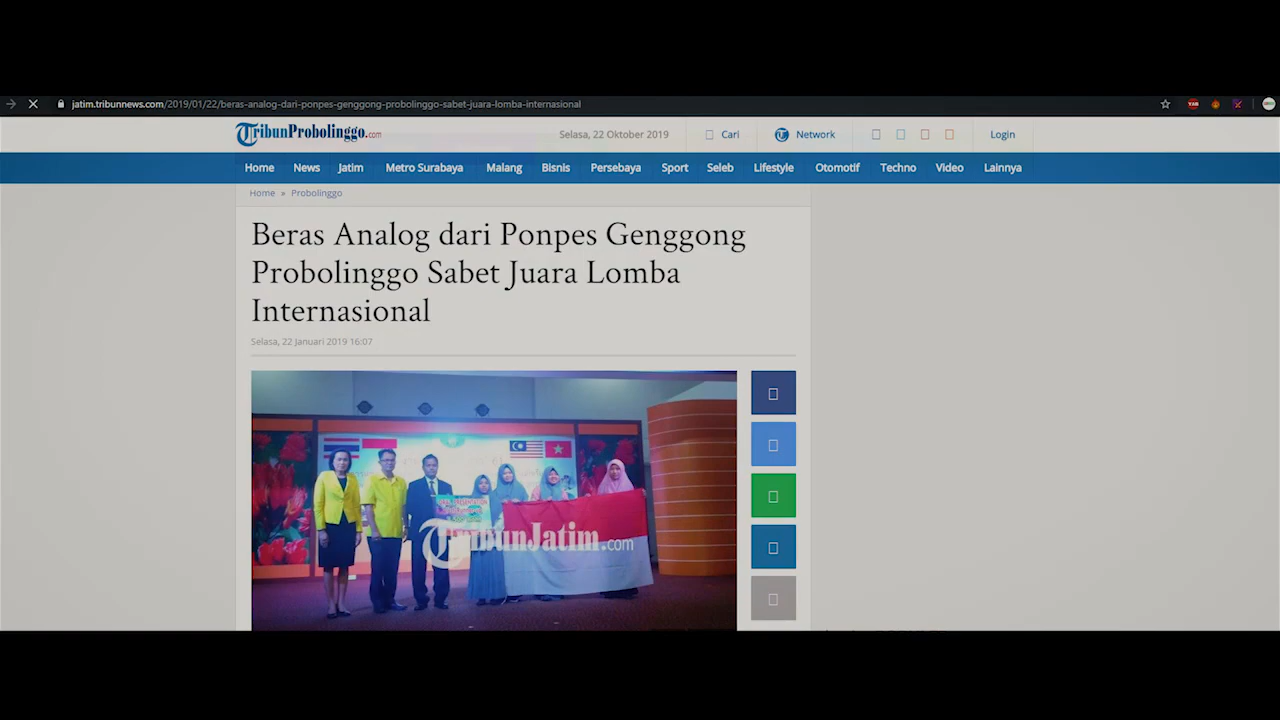 jatim.tribunnews.com/2019/01/22/beras-analog-dari-ponpes-genggong-probolinggo-sabet-juara-lomba-internasional
TribunProbolinggo.com
Selasa, 22 Oktober 2019
Cari
Network
Login
Home News Jatim Metro Surabaya Malang Bisnis Persebaya Sport Seleb Lifestyle Otomotif Techno Video Lainnya
Home » Probolinggo
Beras Analog dari Ponpes Genggong
Probolinggo Sabet Juara Lomba
Internasional
Selasa, 22 Januari 2019 16:07
TribunJatim.com